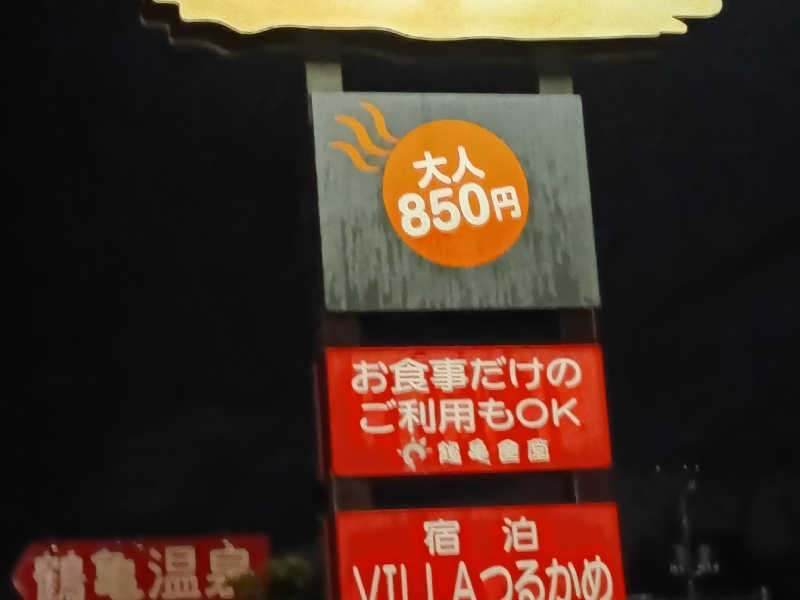 大人
850円
お食事だけの
ご利用もOK
鶴亀食堂
宿泊
VILLAつるかめ
鶴亀温泉